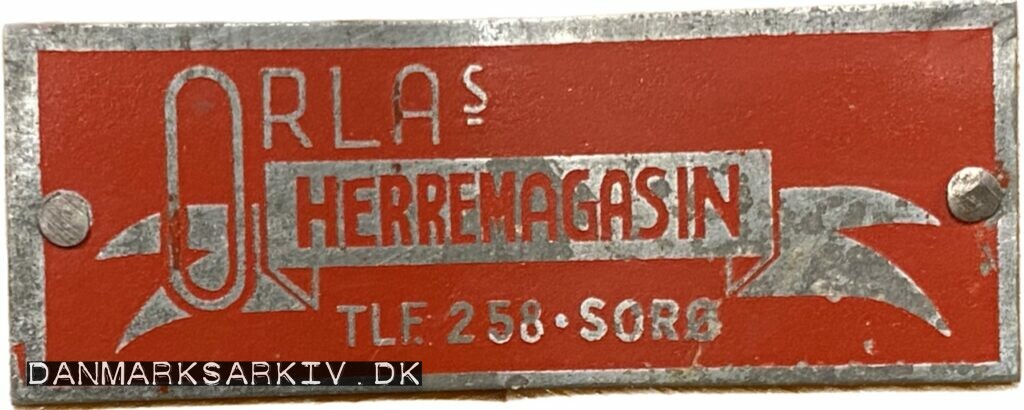 ORLAS
HERREMAGASIN
TLF. 258 · SORØ
DANMARKSARKIV.DK